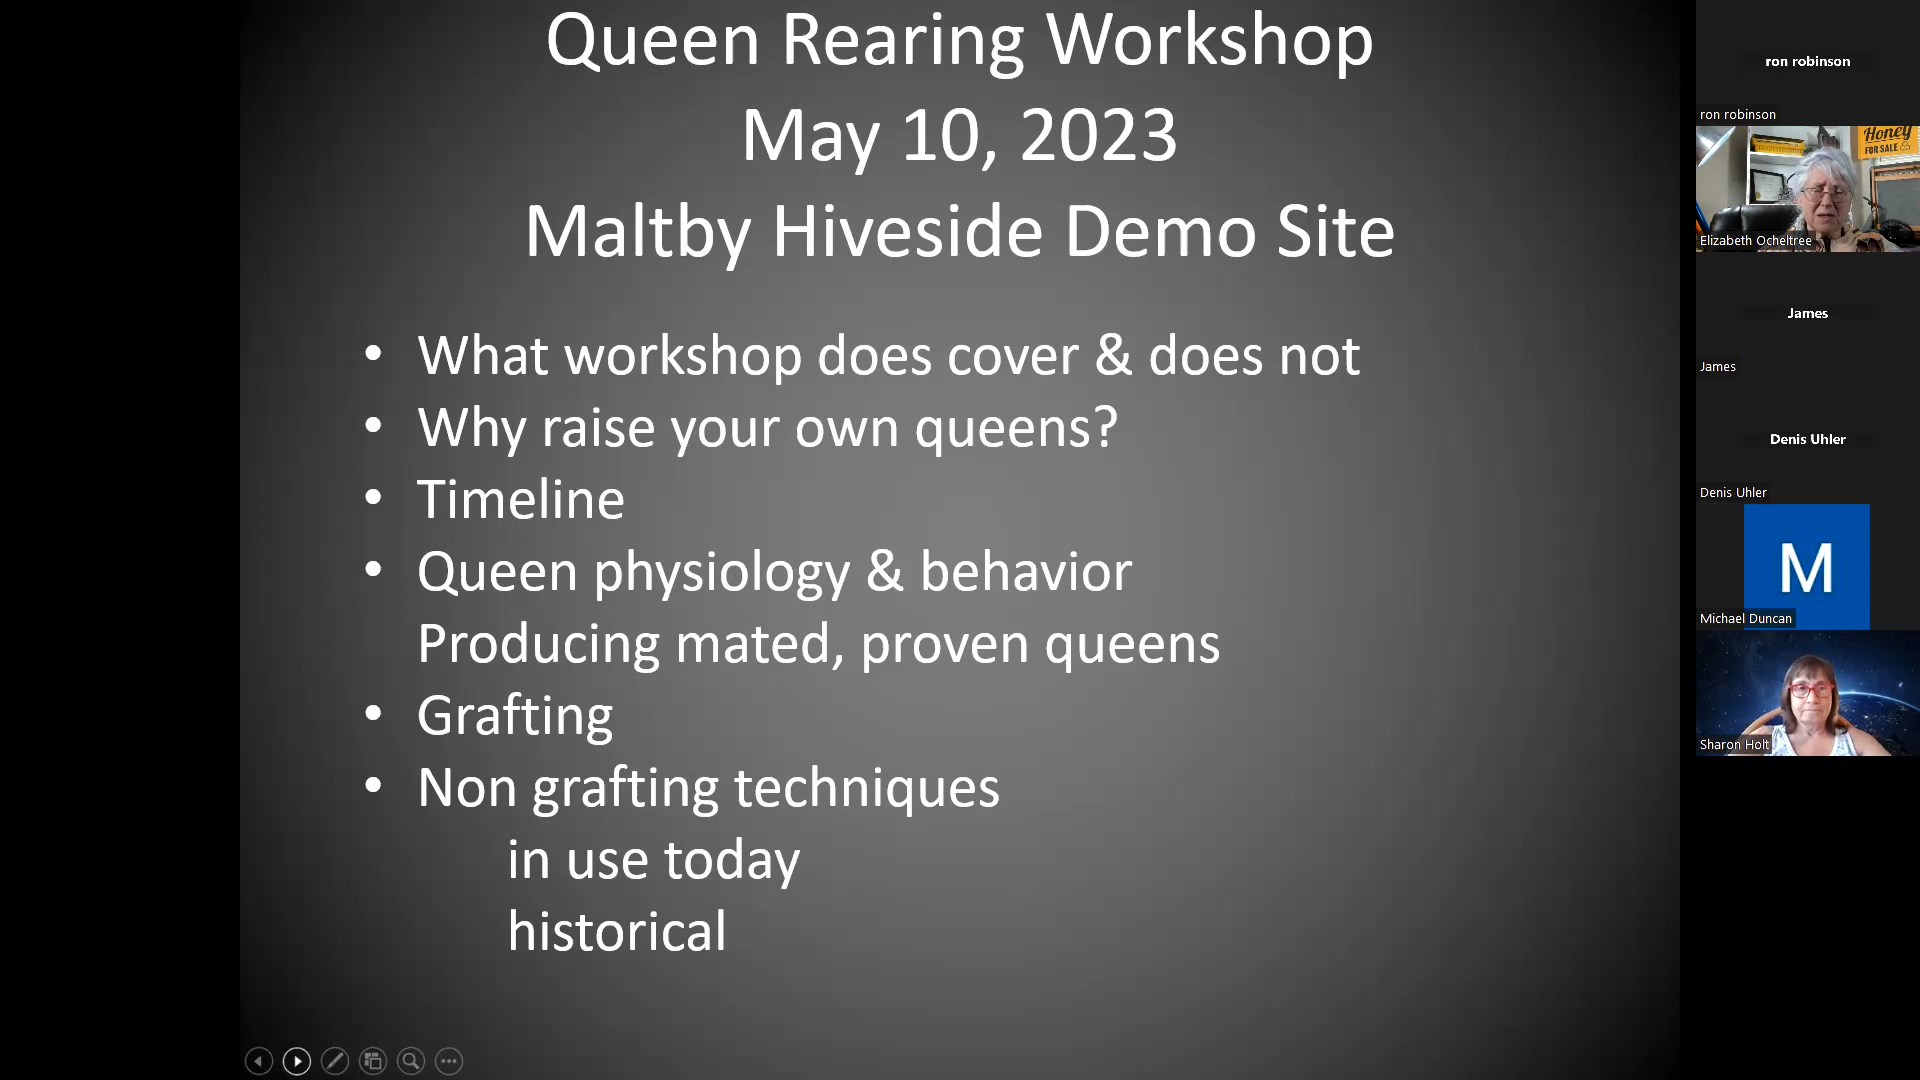 Queen Rearing Workshop
May 10, 2023
Maltby Hiveside Demo Site
• What workshop does cover & does not
• Why raise your own queens?
• Timeline
• Queen physiology & behavior
Producing mated, proven queens
• Grafting
• Non grafting techniques
in use today
historical
ron robinson
ron robinson
Honey
FOR SALE
Elizabeth Ocheltree
James
James
Denis Uhler
Denis Uhler
M
Michael Duncan
Sharon Holt